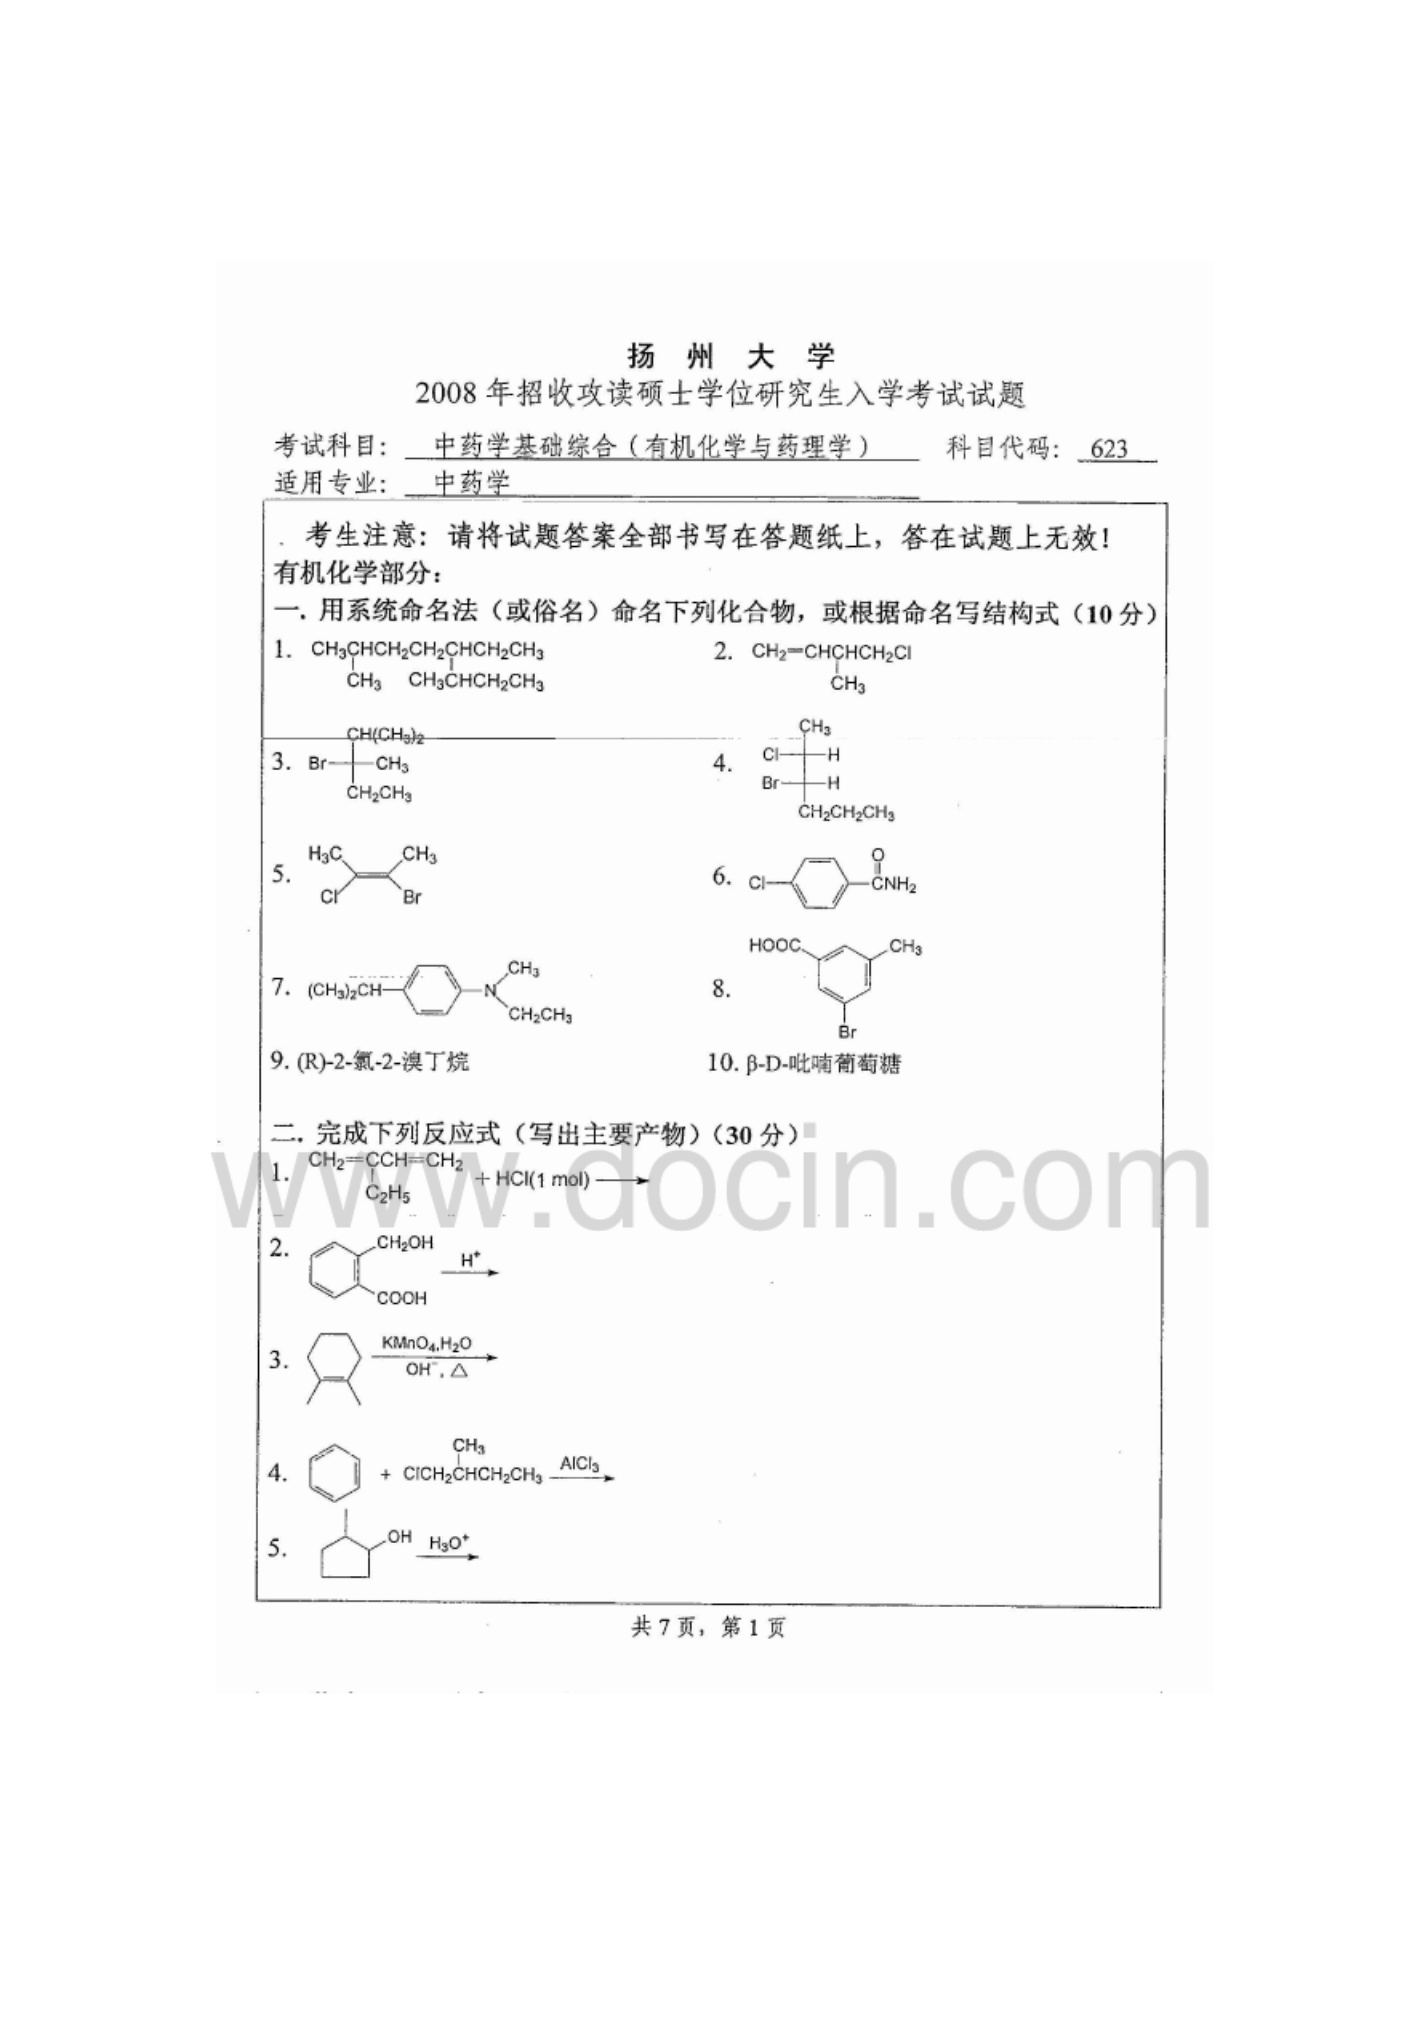 扬 州 大 学
2008 年招收攻读硕士学位研究生入学考试试题
考试科目： 中药学基础综合（有机化学与药理学） 科目代码： 623
适用专业： 中药学
考生注意：请将试题答案全部书写在答题纸上，答在试题上无效！
有机化学部分：
一．用系统命名法（或俗名）命名下列化合物，或根据命名写结构式（10 分）
1. CH3CHCH2CH2CHCH2CH3 2. CH2=CHCHCH2Cl
CH3 CH3CHCH2CH3 CH3
CH(CH3)2 CH3
3. Br CH3 4. Cl H
CH2CH3 Br H
CH2CH2CH3
H3C CH3 O
5. 6. Cl CNH2
Cl Br
HOOC CH3
CH3
7. (CH3)2CH N 8.
CH2CH3
Br
9. (R)-2-氯-2-溴丁烷 10. β-D-吡喃葡萄糖
二．完成下列反应式（写出主要产物）（30 分）
CH2=CCH=CH2
1. + HCl(1 mol)
C2H5
www.docin.com
2. CH2OH
H+
COOH
KMnO4,H2O
3.
OH-, △
CH3
4. + ClCH2CHCH2CH3 AlCl3
5. OH H3O+
共 7 页，第 1 页